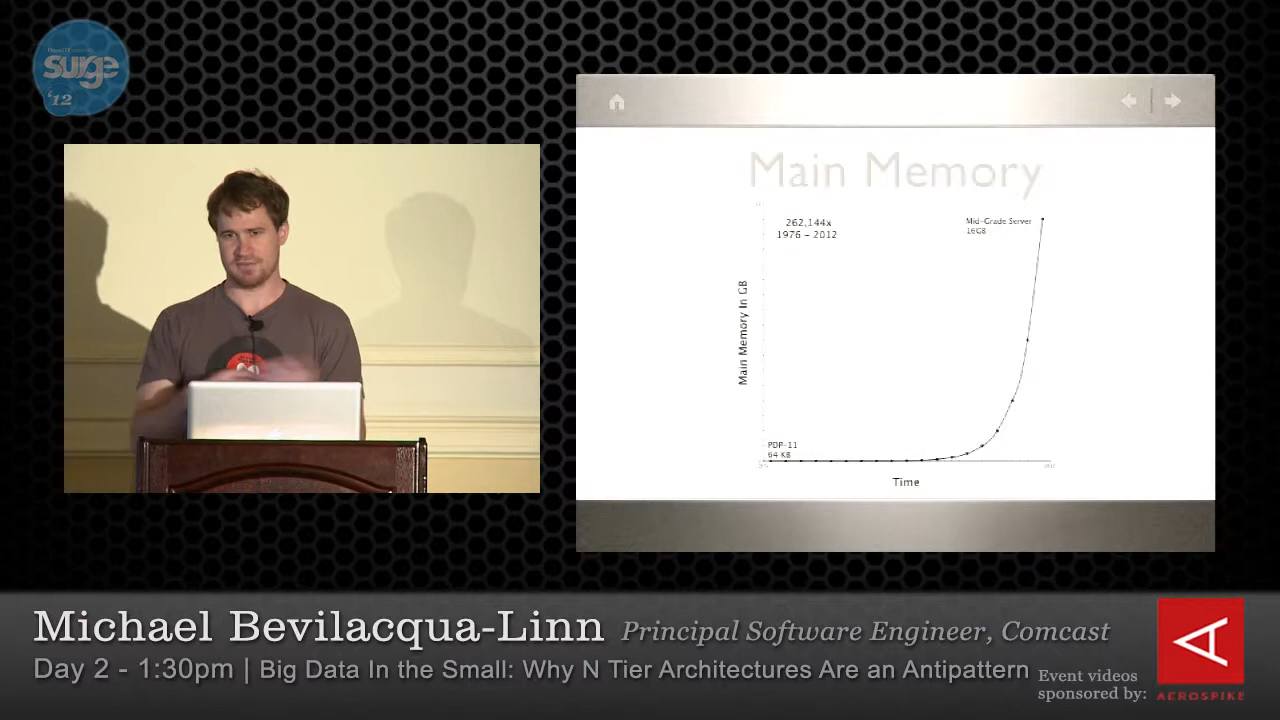 surge
'12
Main Memory
262,144x
1976 – 2012
Mid-Grade Server
16GB
Main Memory In GB
PDP-11
64 KB
Time
Michael Bevilacqua-Linn Principal Software Engineer, Comcast
Day 2 - 1:30pm | Big Data In the Small: Why N Tier Architectures Are an Antipattern
Event videos
sponsored by:
AEROSPIKE